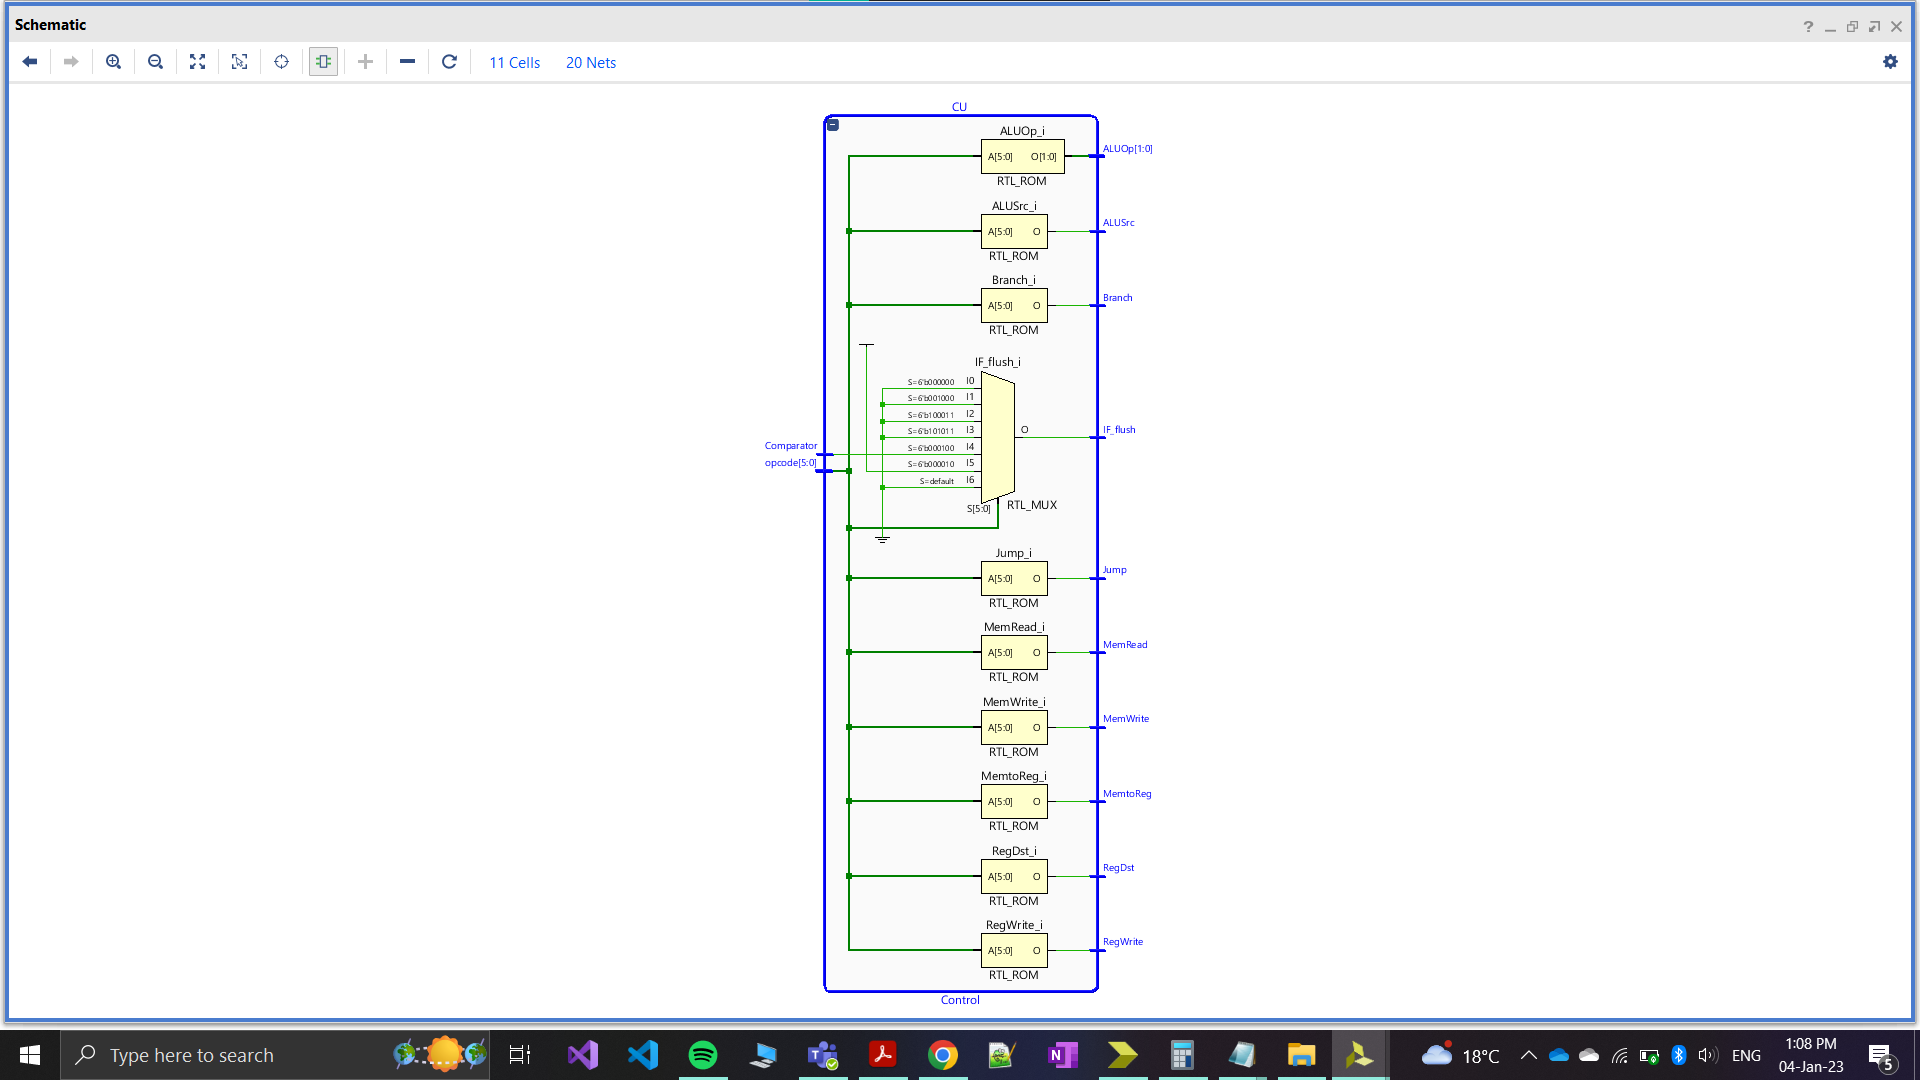 Schematic
11 Cells 20 Nets
CU
ALUOp_i
A[5:0] O[1:0]
RTL_ROM
ALUOp[1:0]
ALUSrc_i
A[5:0] O
RTL_ROM
ALUSrc
Branch_i
A[5:0] O
RTL_ROM
Branch
IF_flush_i
S=6'b000000 I0
S=6'b001000 I1
S=6'b100011 I2
S=6'b101011 I3
S=6'b000100 I4
S=6'b000010 I5
S=default I6
O
S[5:0]
RTL_MUX
IF_flush
Comparator
opcode[5:0]
Jump_i
A[5:0] O
RTL_ROM
Jump
MemRead_i
A[5:0] O
RTL_ROM
MemRead
MemWrite_i
A[5:0] O
RTL_ROM
MemWrite
MemtoReg_i
A[5:0] O
RTL_ROM
MemtoReg
RegDst_i
A[5:0] O
RTL_ROM
RegDst
RegWrite_i
A[5:0] O
RTL_ROM
RegWrite
Control
Type here to search
18°C
ENG
1:08 PM
04-Jan-23
5